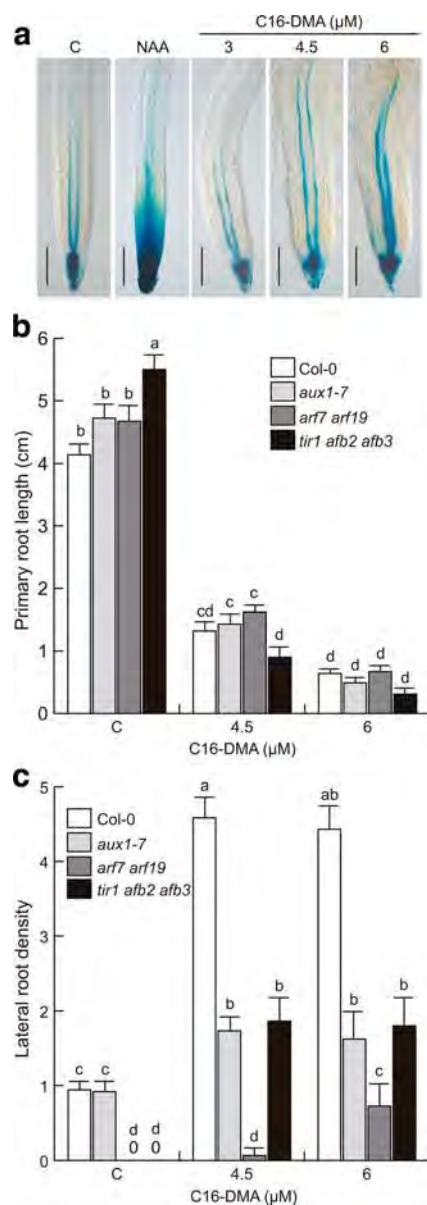 a
C16-DMA (µM)
C NAA 3 4.5 6
b
6
5
4
3
2
1
0
Primary root length (cm)
Col-0
aux1-7
arf7 arf19
tir1 afb2 afb3
b b b a
cd c c d
d d d d
C 4.5 6
C16-DMA (µM)
c
5
4
3
2
1
0
Lateral root density
Col-0
aux1-7
arf7 arf19
tir1 afb2 afb3
c c d d
0 0
a b d b
ab b c b
C 4.5 6
C16-DMA (µM)